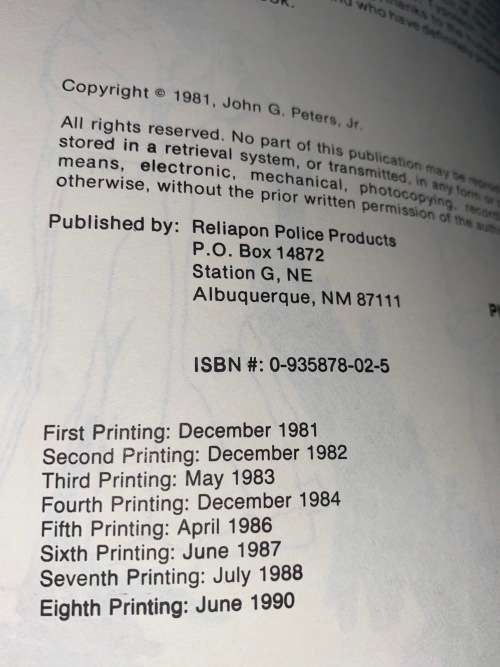 who have definitely
Copyright © 1981, John G. Peters, Jr.
All rights reserved. No part of this publication may be
stored in a retrieval system, or transmitted, in any form or
means, electronic, mechanical, photocopying,
otherwise, without the prior written permission of the
Published by: Reliapon Police Products
P.O. Box 14872
Station G, NE
Albuquerque, NM 87111
ISBN #: 0-935878-02-5
First Printing: December 1981
Second Printing: December 1982
Third Printing: May 1983
Fourth Printing: December 1984
Fifth Printing: April 1986
Sixth Printing: June 1987
Seventh Printing: July 1988
Eighth Printing: June 1990